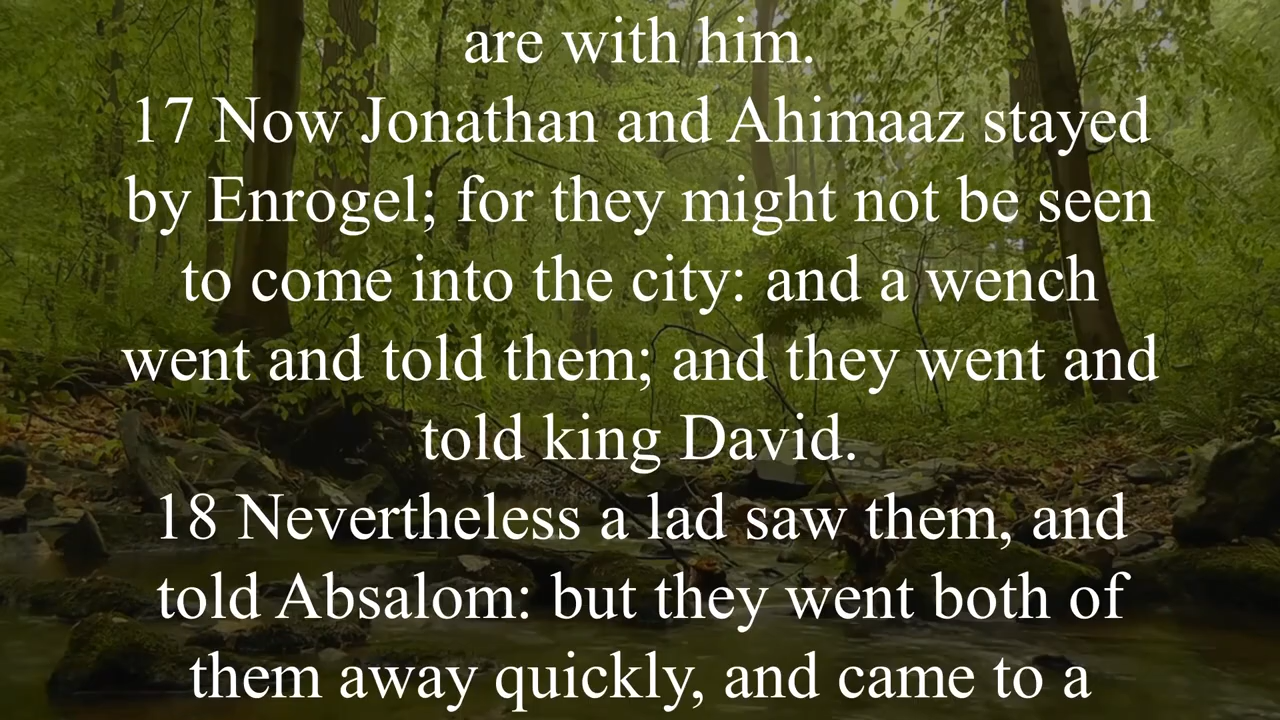 are with him.
17 Now Jonathan and Ahimaaz stayed
by Enrogel; for they might not be seen
to come into the city: and a wench
went and told them; and they went and
told king David.
18 Nevertheless a lad saw them, and
told Absalom: but they went both of
them away quickly, and came to a